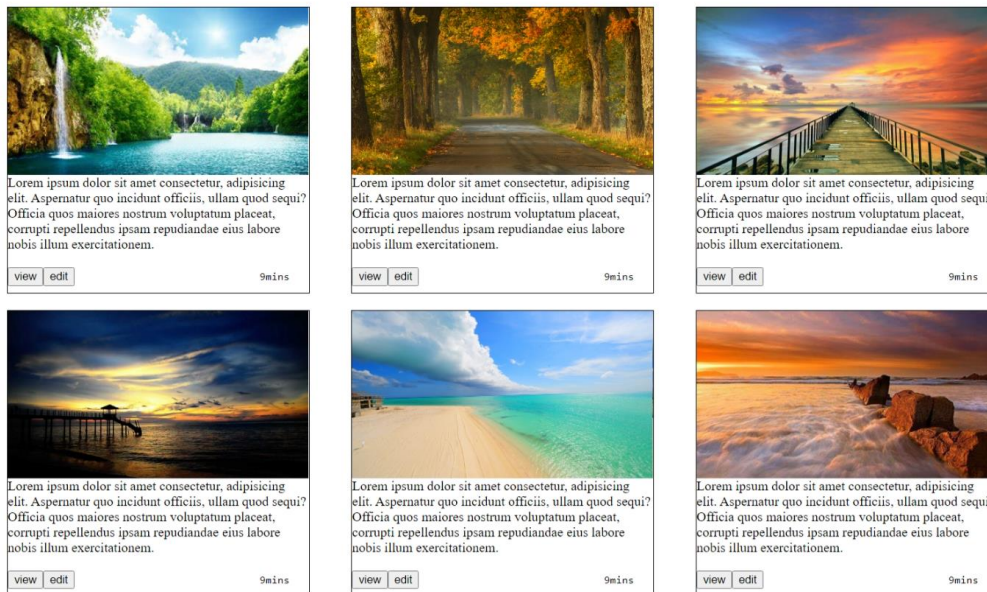 Lorem ipsum dolor sit amet consectetur, adipisicing
elit. Aspernatur quo incidunt officiis, ullam quod sequi?
Officia quos maiores nostrum voluptatum placeat,
corrupti repellendus ipsam repudiandae eius labore
nobis illum exercitationem.
view edit 9mins
Lorem ipsum dolor sit amet consectetur, adipisicing
elit. Aspernatur quo incidunt officiis, ullam quod sequi?
Officia quos maiores nostrum voluptatum placeat,
corrupti repellendus ipsam repudiandae eius labore
nobis illum exercitationem.
view edit 9mins
Lorem ipsum dolor sit amet consectetur, adipisicing
elit. Aspernatur quo incidunt officiis, ullam quod sequi
Officia quos maiores nostrum voluptatum placeat,
corrupti repellendus ipsam repudiandae eius labore
nobis illum exercitationem.
view edit 9mins
Lorem ipsum dolor sit amet consectetur, adipisicing
elit. Aspernatur quo incidunt officiis, ullam quod sequi?
Officia quos maiores nostrum voluptatum placeat,
corrupti repellendus ipsam repudiandae eius labore
nobis illum exercitationem.
view edit 9mins
Lorem ipsum dolor sit amet consectetur, adipisicing
elit. Aspernatur quo incidunt officiis, ullam quod sequi?
Officia quos maiores nostrum voluptatum placeat,
corrupti repellendus ipsam repudiandae eius labore
nobis illum exercitationem.
view edit 9mins
Lorem ipsum dolor sit amet consectetur, adipisicing
elit. Aspernatur quo incidunt officiis, ullam quod sequi
Officia quos maiores nostrum voluptatum placeat,
corrupti repellendus ipsam repudiandae eius labore
nobis illum exercitationem.
view edit 9mins